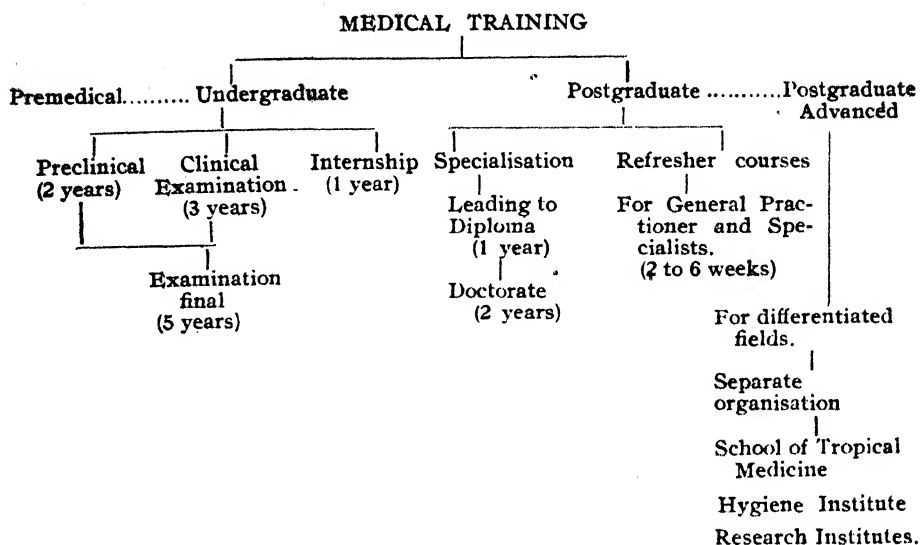 MEDICAL TRAINING
Premedical.......... Undergraduate
Postgraduate ...........Postgraduate
Advanced
Preclinical
(2 years)
Clinical
Examination.
(3 years)
Internship
(1 year)
Examination
final
(5 years)
Specialisation
Leading to
Diploma
(1 year)
Doctorate
(2 years)
Refresher courses
For General Prac-
tioner and Spe-
cialists.
(2 to 6 weeks)
For differentiated
fields.
Separate
organisation
School of Tropical
Medicine
Hygiene Institute
Research Institutes.